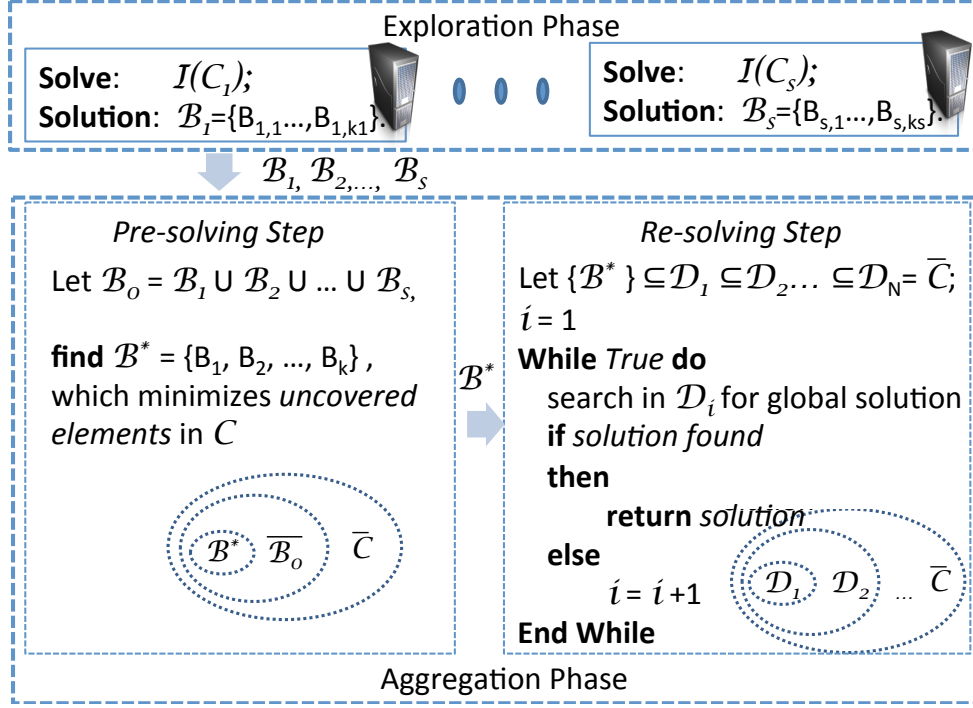 Exploration Phase
Solve: I(C₁);
Solution: ℬ₁={B₁,₁...,B₁,ₖ₁}.
Solve: I(Cₛ);
Solution: ℬₛ={Bₛ,₁...,Bₛ,ₖₛ}.
ℬ₁, ℬ₂,..., ℬₛ
Pre-solving Step
Let ℬ₀ = ℬ₁ U ℬ₂ U ... U ℬₛ,
find ℬ* = {B₁, B₂, ..., Bₖ} ,
which minimizes uncovered
elements in C
ℬ* ℬ̅₀ C̅
ℬ*
Re-solving Step
Let {ℬ* } ⊆ 𝒟₁ ⊆ 𝒟₂... ⊆ 𝒟_N= C̅;
i = 1
While True do
search in 𝒟ᵢ for global solution
if solution found
then
return solution
else
i = i +1
End While
𝒟₁ 𝒟₂ ... C̅
Aggregation Phase